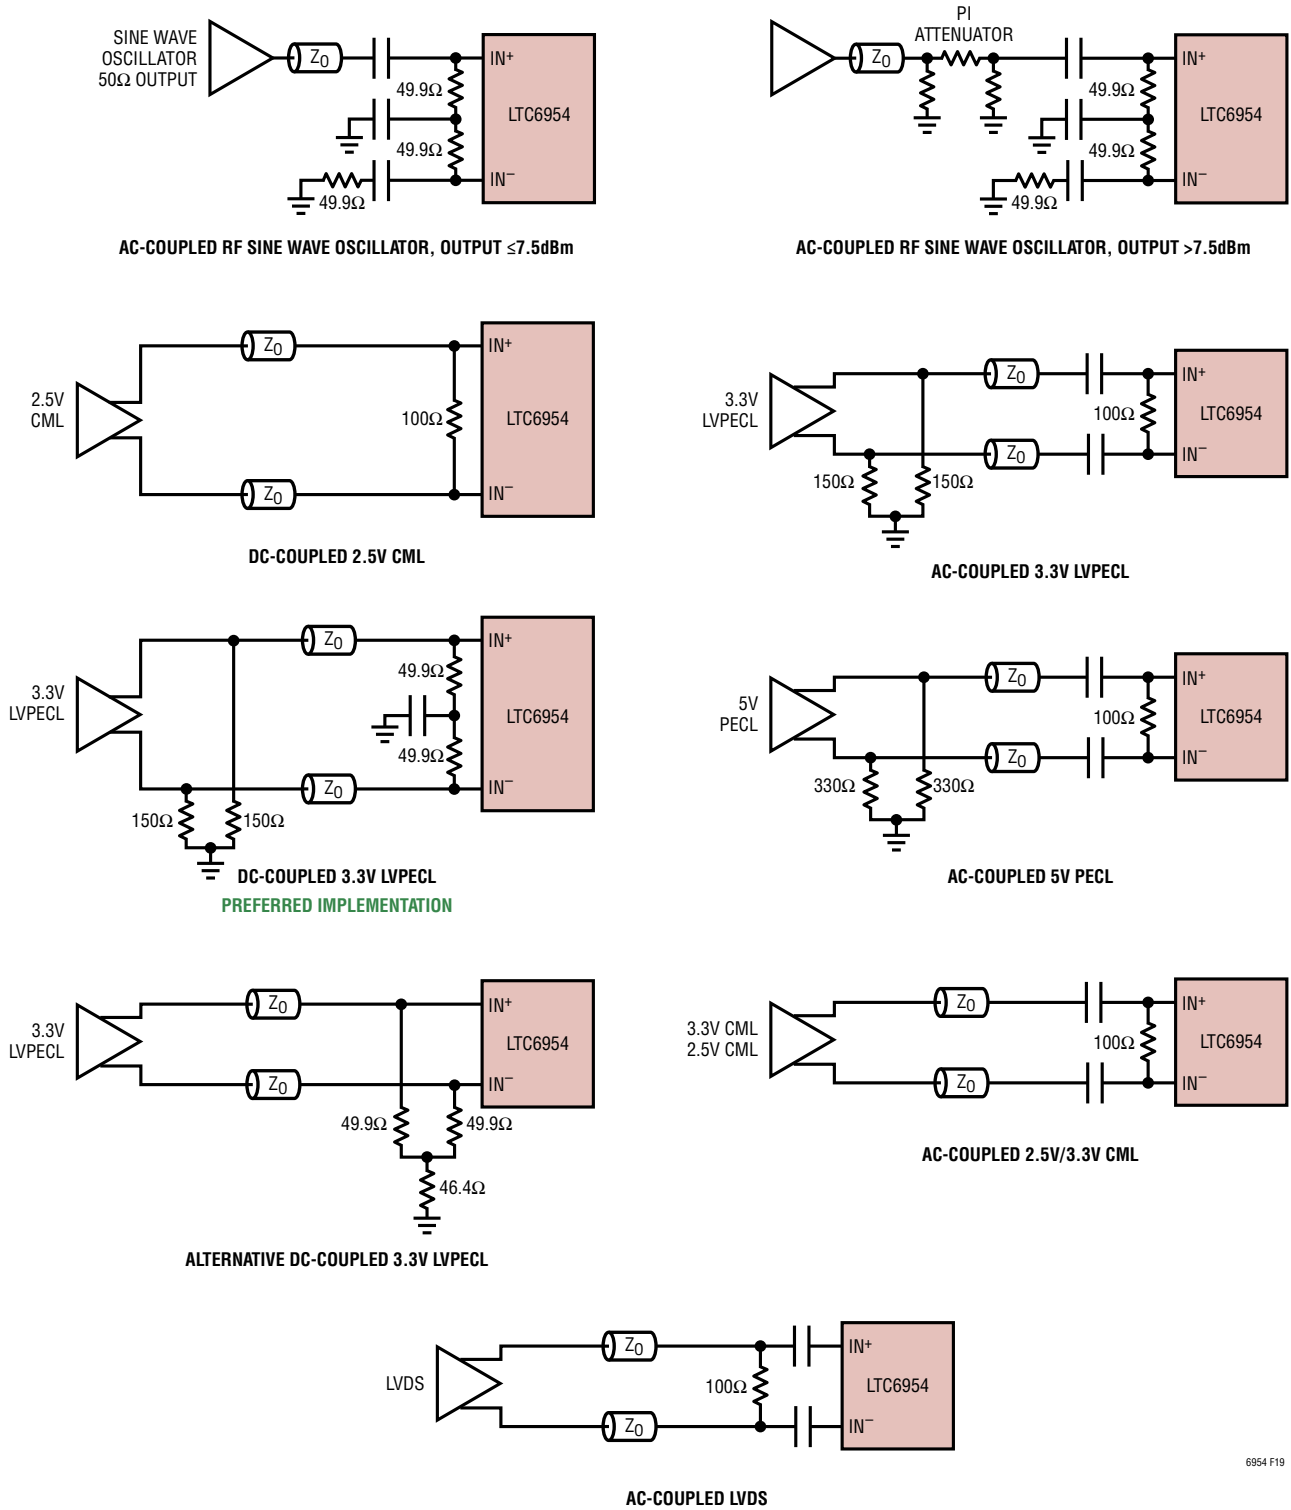 SINE WAVE
OSCILLATOR
50Ω OUTPUT
Z0
49.9Ω
49.9Ω
49.9Ω
IN+
LTC6954
IN−
AC-COUPLED RF SINE WAVE OSCILLATOR, OUTPUT ≤7.5dBm
PI
ATTENUATOR
Z0
49.9Ω
49.9Ω
49.9Ω
IN+
LTC6954
IN−
AC-COUPLED RF SINE WAVE OSCILLATOR, OUTPUT >7.5dBm
2.5V
CML
Z0
Z0
100Ω
IN+
LTC6954
IN−
DC-COUPLED 2.5V CML
3.3V
LVPECL
150Ω
150Ω
Z0
Z0
100Ω
IN+
LTC6954
IN−
AC-COUPLED 3.3V LVPECL
3.3V
LVPECL
150Ω
150Ω
Z0
Z0
49.9Ω
49.9Ω
IN+
LTC6954
IN−
DC-COUPLED 3.3V LVPECL
PREFERRED IMPLEMENTATION
5V
PECL
330Ω
330Ω
Z0
Z0
100Ω
IN+
LTC6954
IN−
AC-COUPLED 5V PECL
3.3V
LVPECL
Z0
Z0
49.9Ω
49.9Ω
46.4Ω
IN+
LTC6954
IN−
ALTERNATIVE DC-COUPLED 3.3V LVPECL
3.3V CML
2.5V CML
Z0
Z0
100Ω
IN+
LTC6954
IN−
AC-COUPLED 2.5V/3.3V CML
LVDS
Z0
Z0
100Ω
IN+
LTC6954
IN−
AC-COUPLED LVDS
6954 F19